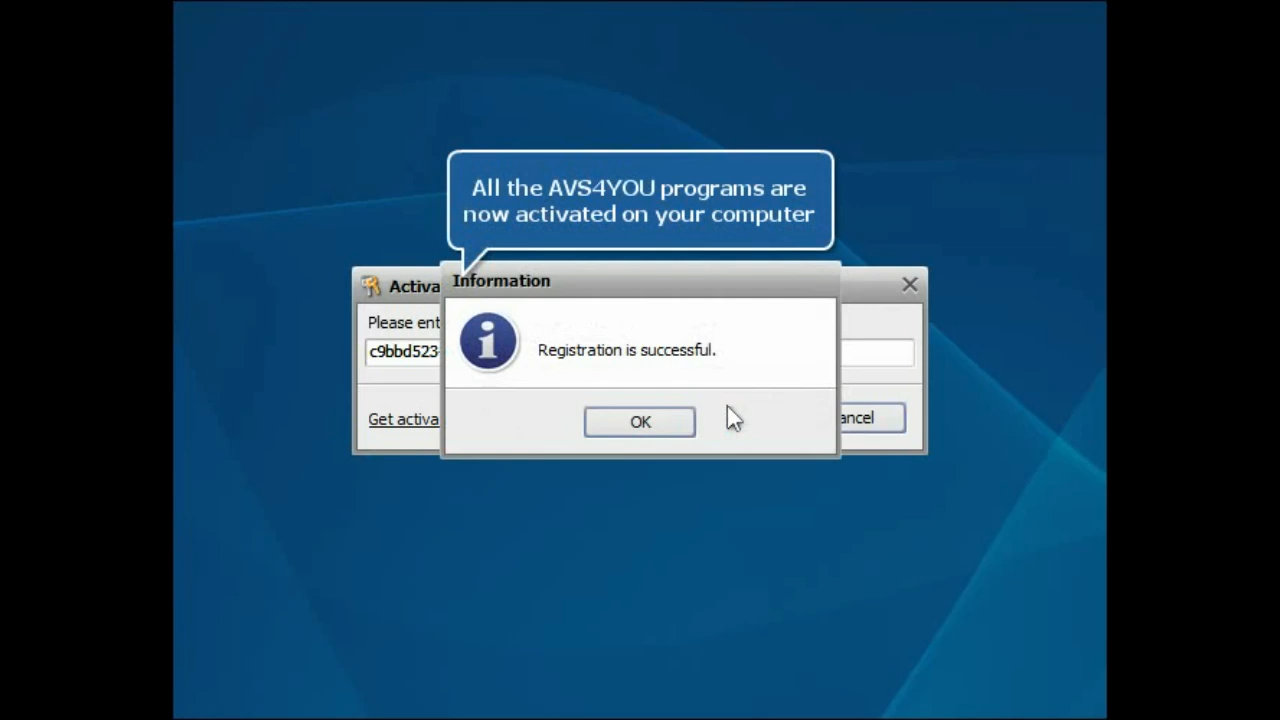 All the AVS4YOU programs are
now activated on your computer
Information
Activa
Please ent
c9bbd523-
Registration is successful.
Get activa
OK
ancel